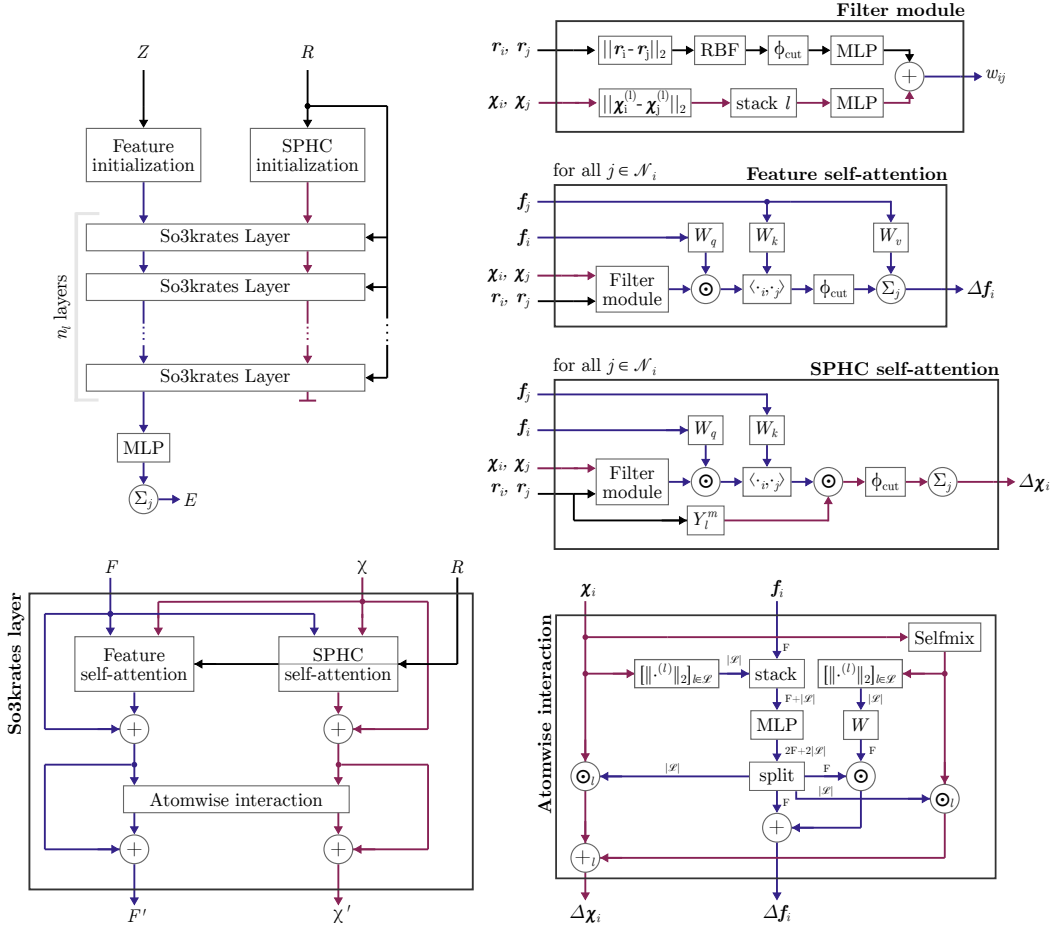 Z
R
Feature
initialization
SPHC
initialization
So3krates Layer
So3krates Layer
So3krates Layer
n_l layers
MLP
Σ_j
E
Filter module
r_i, r_j
||r_i - r_j||_2
RBF
ϕ_cut
MLP
+
w_ij
χ_i, χ_j
||χ_i^(l) - χ_j^(l)||_2
stack l
MLP
for all j ∈ 𝒩_i
Feature self-attention
f_j
f_i
W_q
W_k
W_v
χ_i, χ_j
r_i, r_j
Filter
module
⊙
⟨·_i,·_j⟩
ϕ_cut
Σ_j
Δf_i
for all j ∈ 𝒩_i
SPHC self-attention
f_j
f_i
W_q
W_k
χ_i, χ_j
r_i, r_j
Filter
module
⊙
⟨·_i,·_j⟩
⊙
ϕ_cut
Σ_j
Δχ_i
Y_l^m
So3krates layer
F
χ
R
Feature
self-attention
SPHC
self-attention
+
+
Atomwise interaction
+
+
F′
χ′
Atomwise interaction
χ_i
f_i
Selfmix
F
[‖·^(l)‖_2]_{l∈ℒ}
|ℒ|
stack
[‖·^(l)‖_2]_{l∈ℒ}
F+|ℒ|
|ℒ|
MLP
W
2F+2|ℒ|
F
⊙_l
|ℒ|
split
F
⊙
F
|ℒ|
⊙_l
+
+_l
Δχ_i
Δf_i